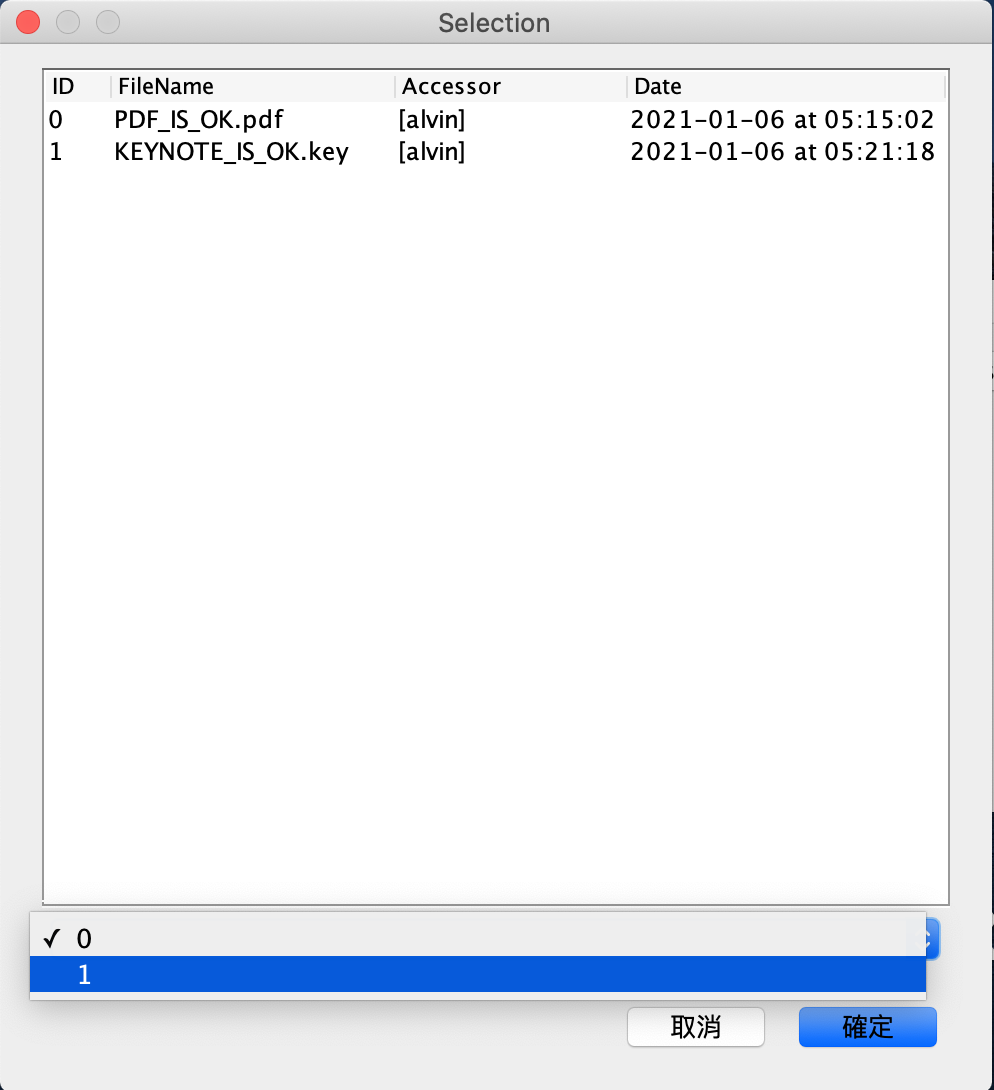 Selection
ID FileName Accessor Date
0 PDF_IS_OK.pdf [alvin] 2021-01-06 at 05:15:02
1 KEYNOTE_IS_OK.key [alvin] 2021-01-06 at 05:21:18
✓ 0
1
取消 確定